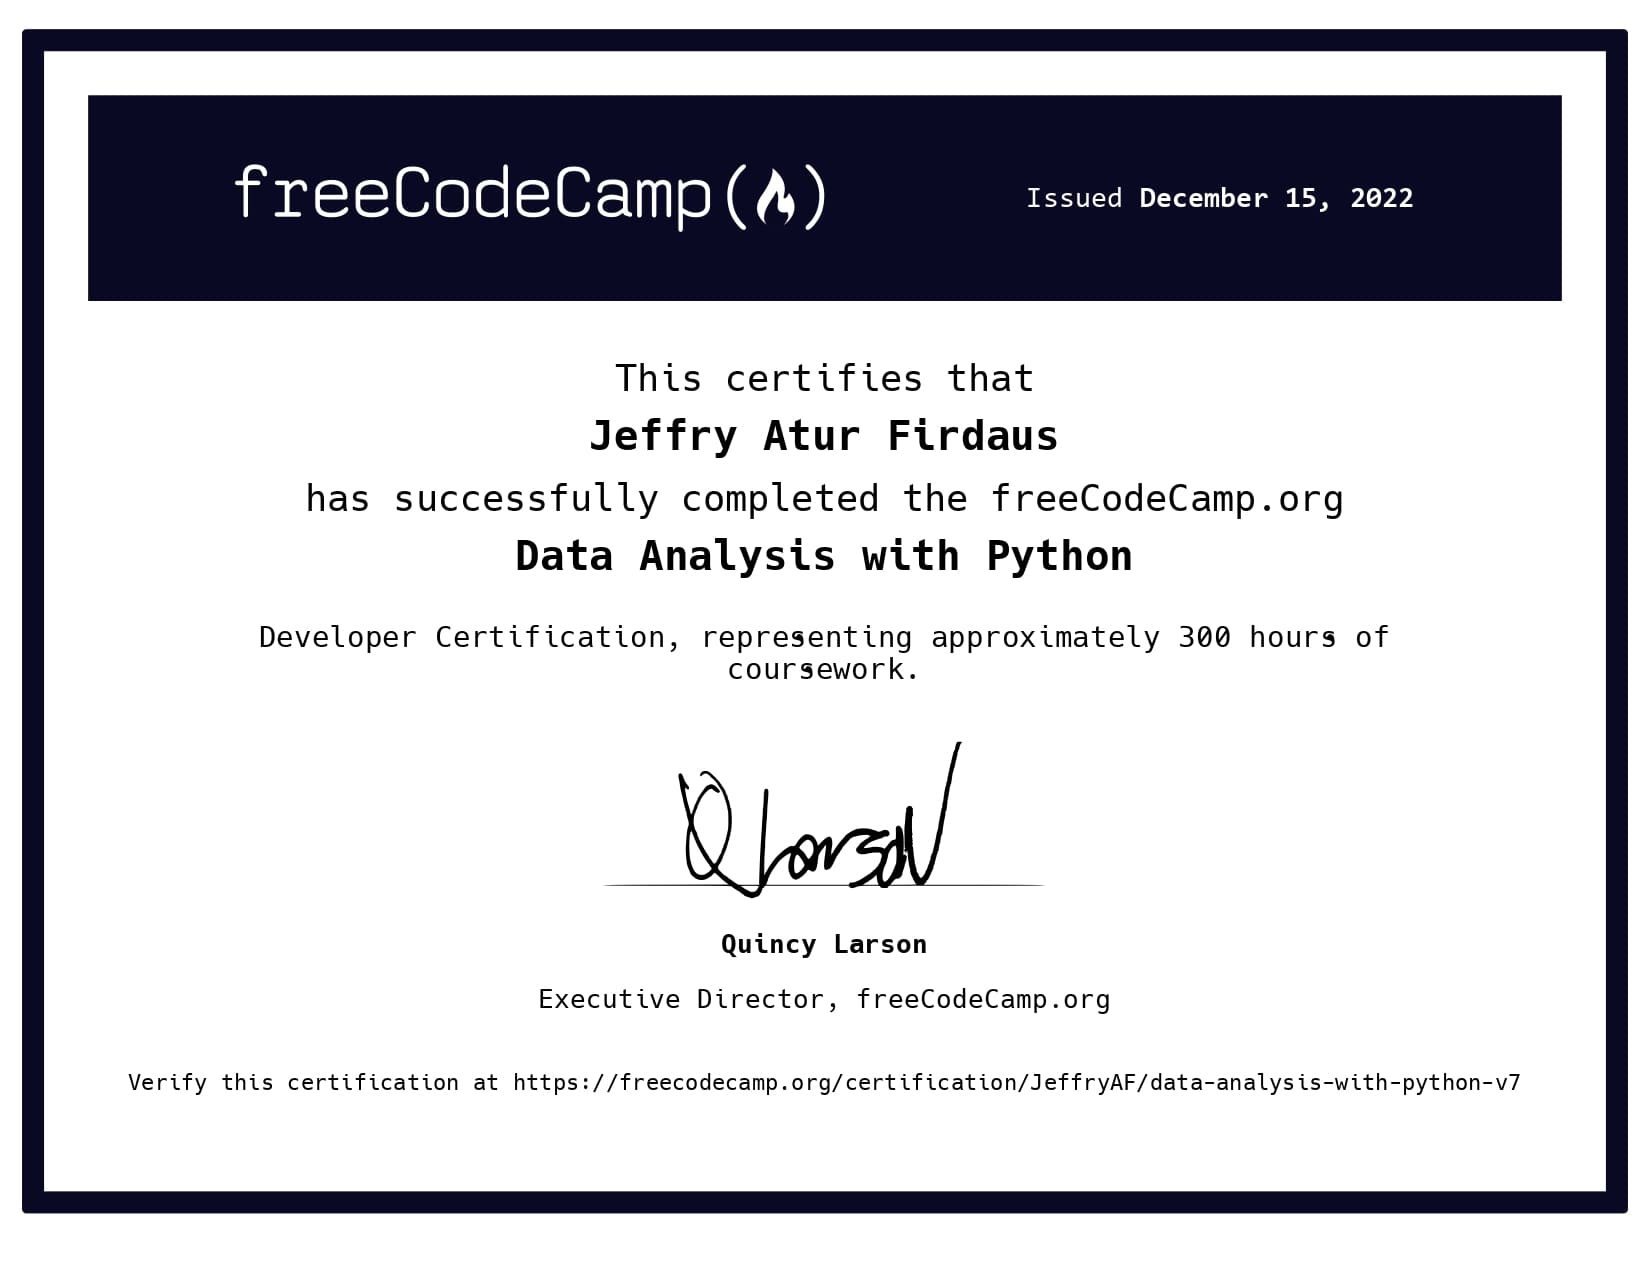 freeCodeCamp(🔥)
Issued December 15, 2022
This certifies that
Jeffry Atur Firdaus
has successfully completed the freeCodeCamp.org
Data Analysis with Python
Developer Certification, representing approximately 300 hours of
coursework.
QLarson
Quincy Larson
Executive Director, freeCodeCamp.org
Verify this certification at https://freecodecamp.org/certification/JeffryAF/data-analysis-with-python-v7